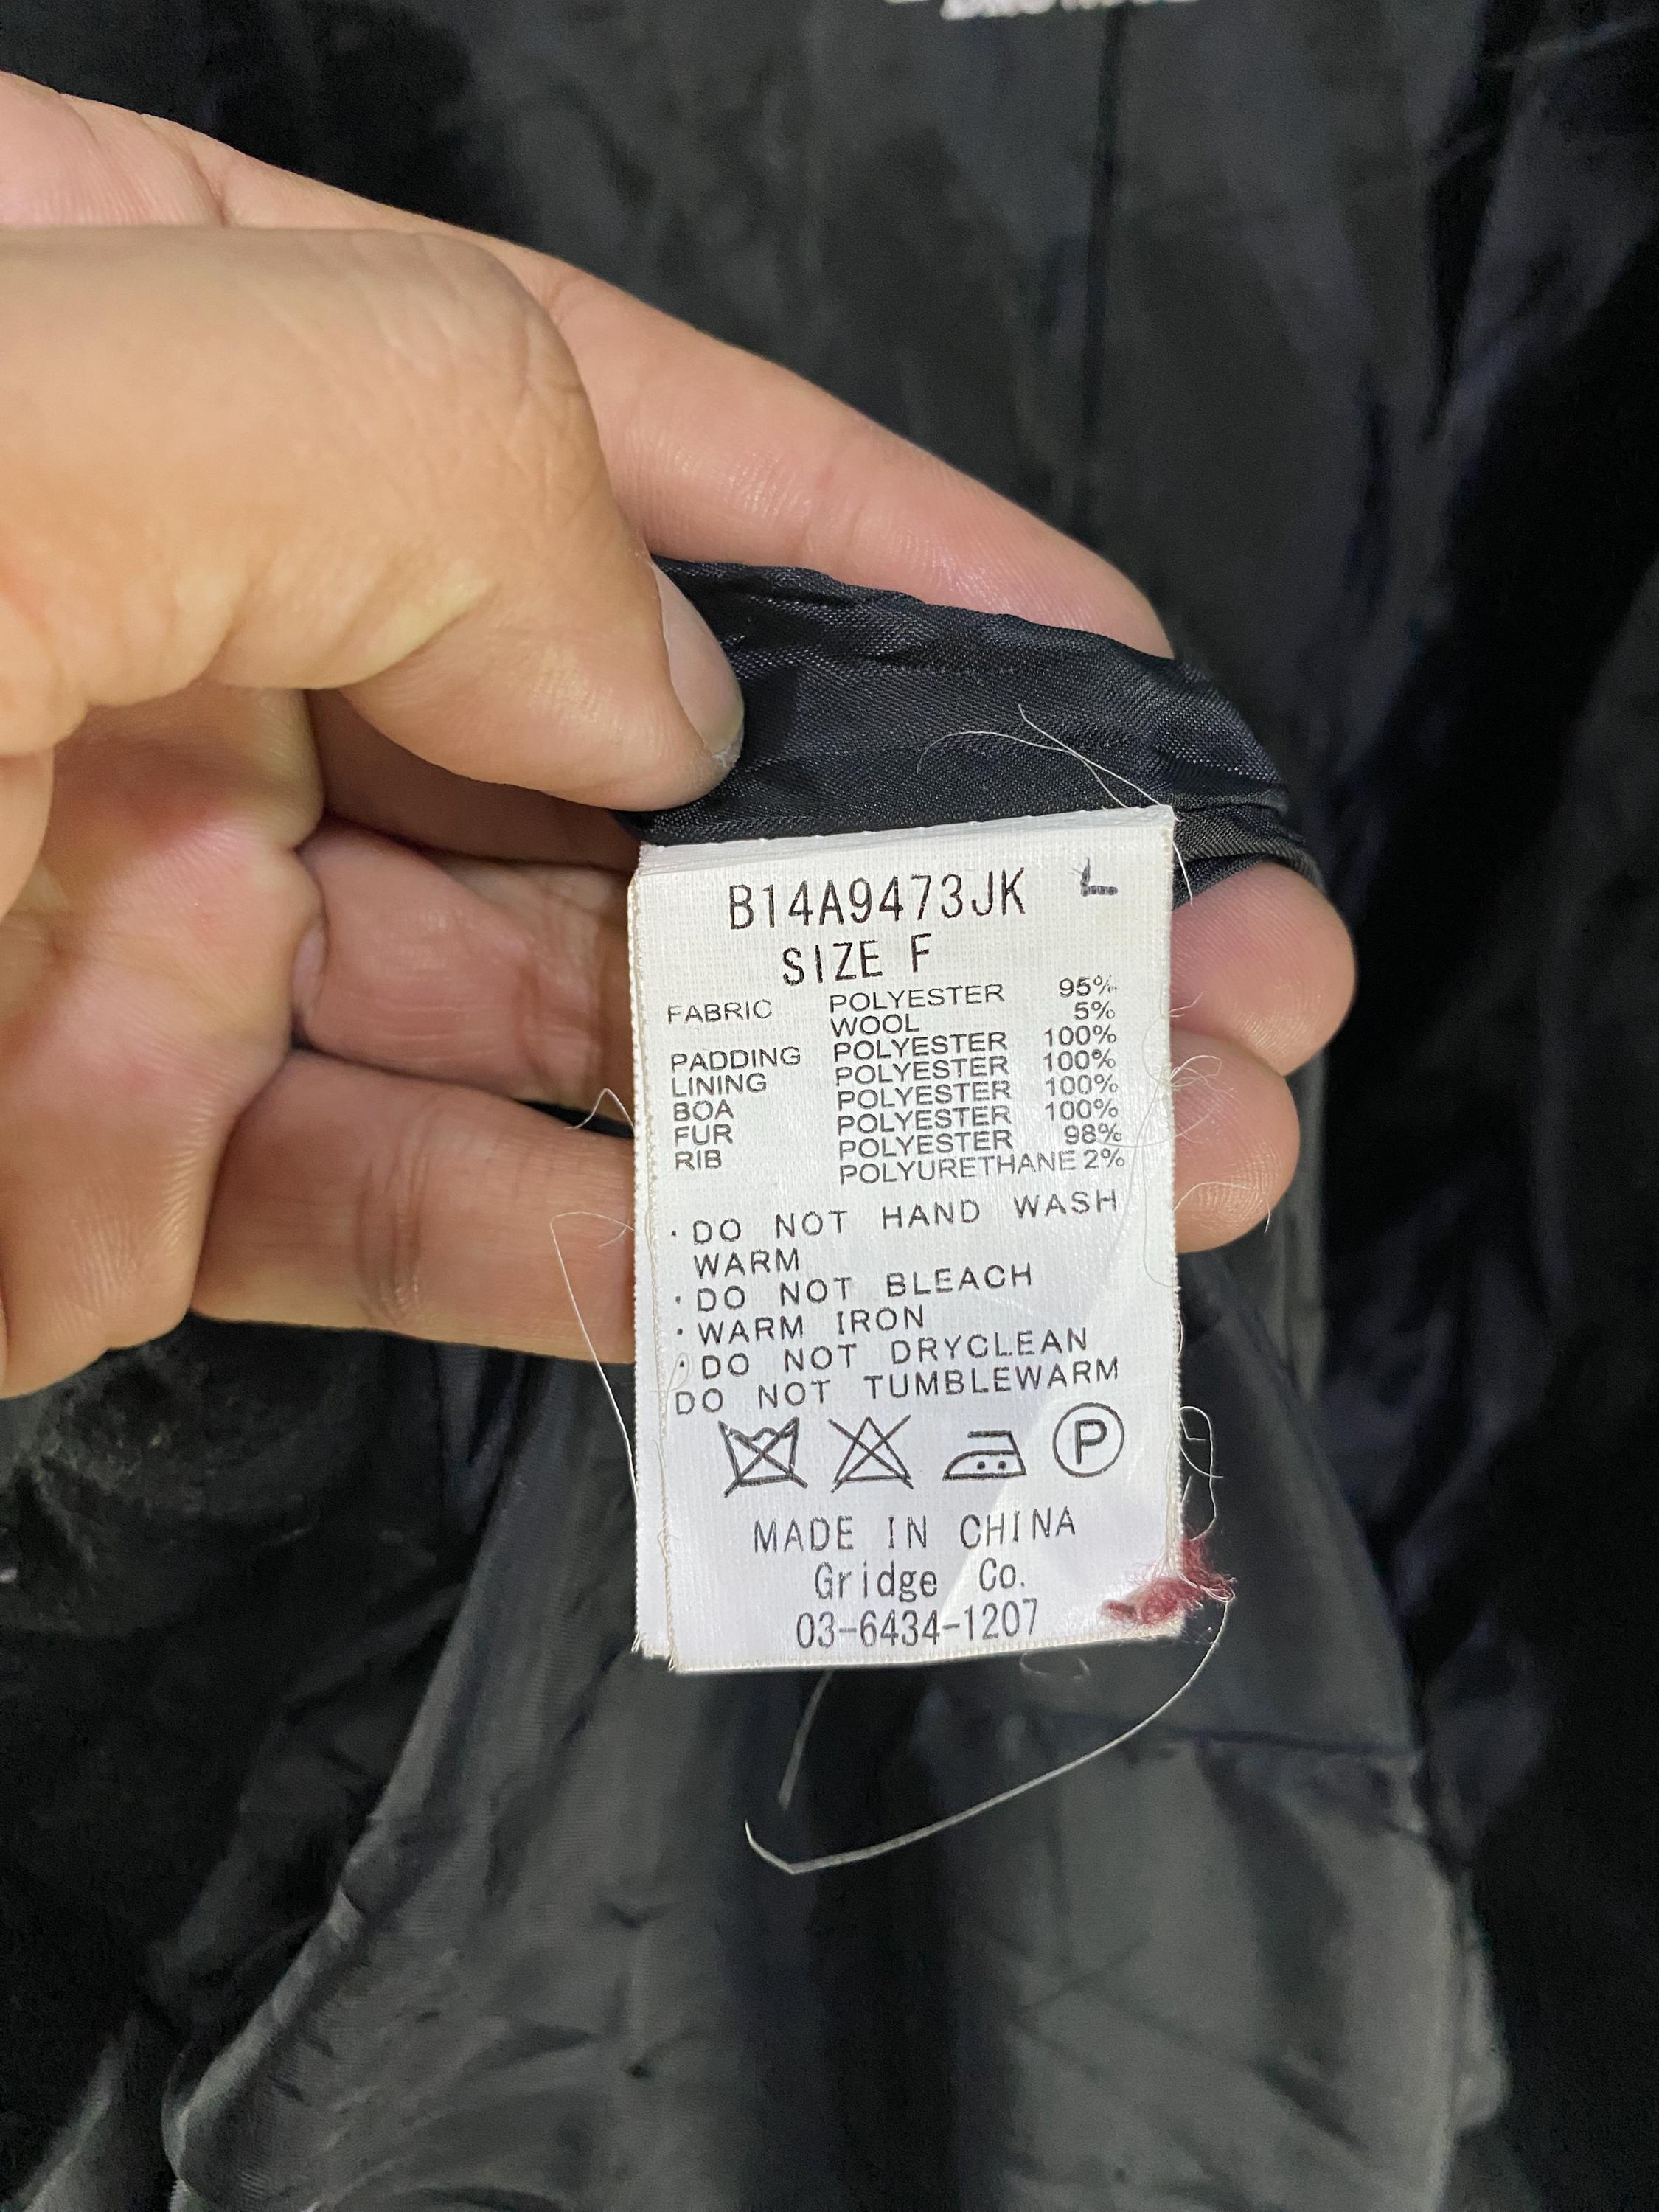 B14A9473JK L
SIZE F
FABRIC POLYESTER 95%
WOOL 5%
PADDING POLYESTER 100%
LINING POLYESTER 100%
BOA POLYESTER 100%
FUR POLYESTER 100%
RIB POLYESTER 98%
POLYURETHANE 2%
・DO NOT HAND WASH
WARM
・DO NOT BLEACH
・WARM IRON
・DO NOT DRYCLEAN
DO NOT TUMBLEWARM
P
MADE IN CHINA
Gridge Co.
03-6434-1207